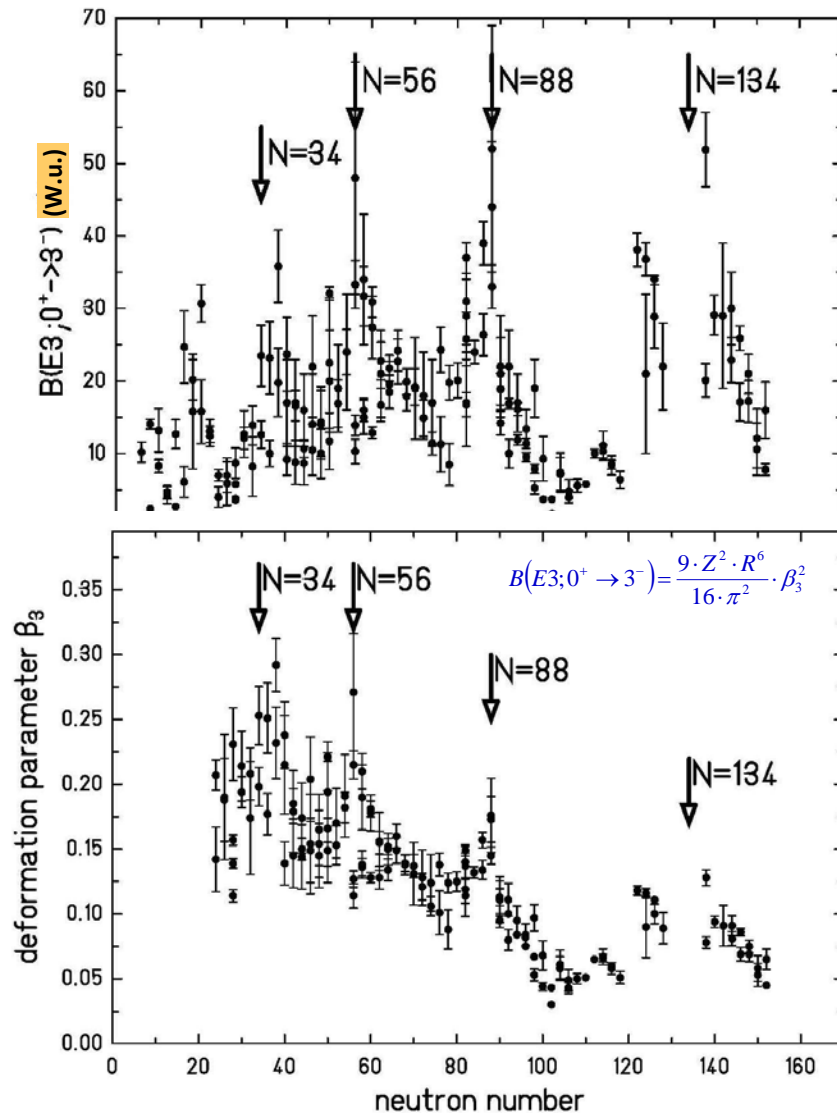 70
60
50
40
30
20
10
B(E3;0⁺->3⁻) (W.u.)
N=34
N=56
N=88
N=134
0.35
0.30
0.25
0.20
0.15
0.10
0.05
0.00
deformation parameter β₃
N=34
N=56
N=88
N=134
B(E3;0⁺ → 3⁻) = 9·Z²·R⁶ / 16·π² · β₃²
0 20 40 60 80 100 120 140 160
neutron number